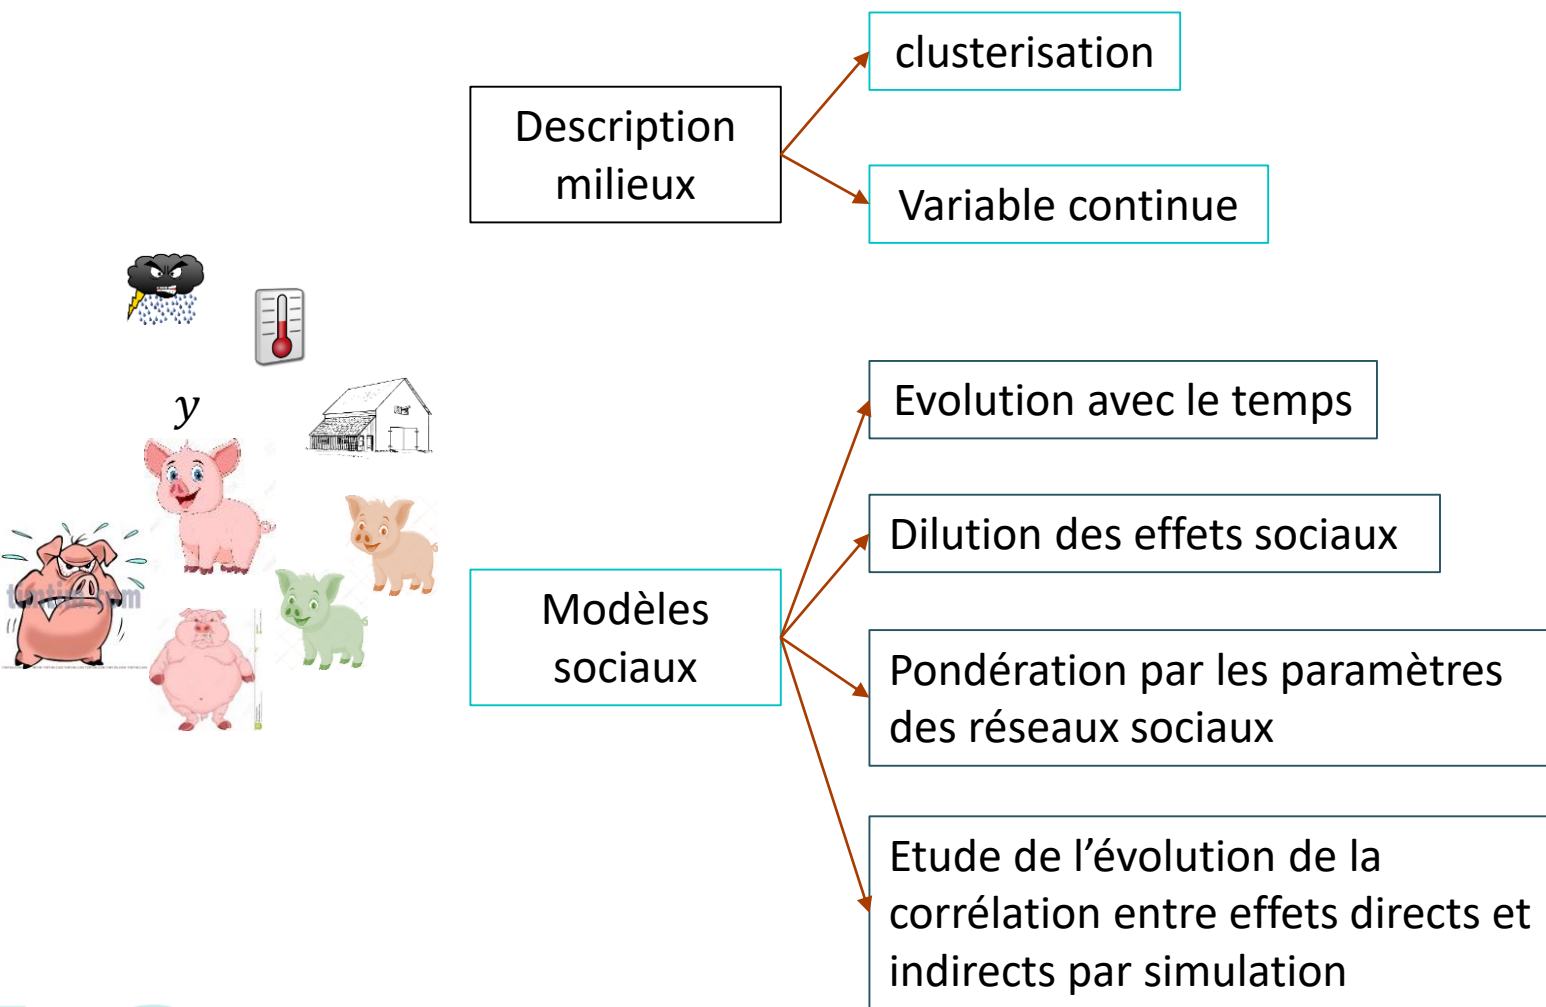 clusterisation
Description
milieux
Variable continue
y
Evolution avec le temps
Dilution des effets sociaux
Modèles
sociaux
Pondération par les paramètres
des réseaux sociaux
Etude de l’évolution de la
corrélation entre effets directs et
indirects par simulation